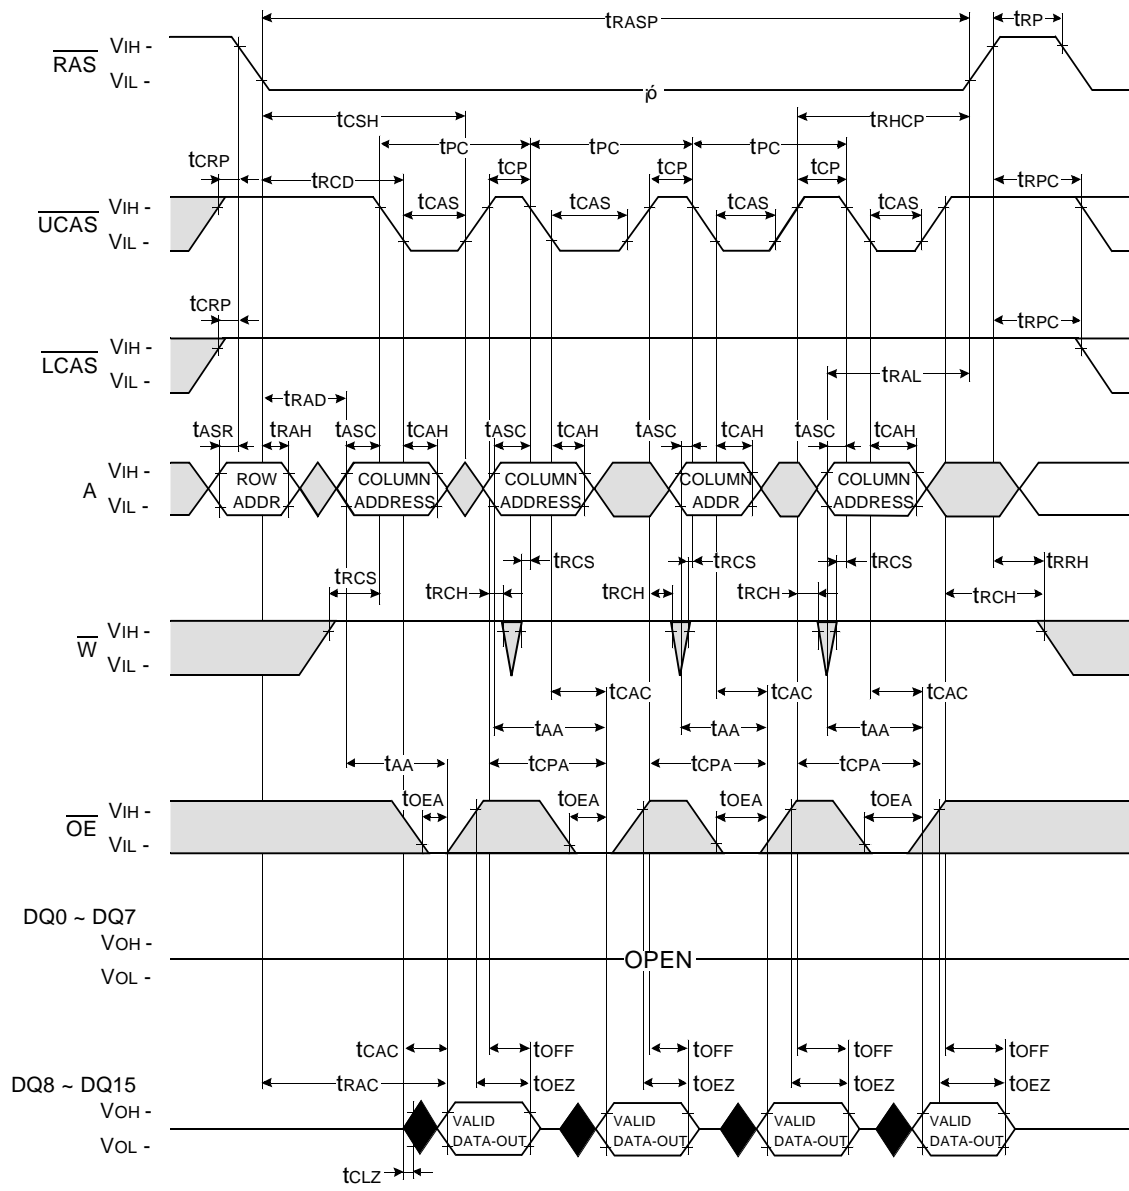 tRASP tRP
RAS VIH -
VIL -
ró
tCSH tRHCP
tPC tPC tPC
tCRP tRCD tCP tCP tCP tRPC
tCAS tCAS tCAS tCAS
UCAS VIH -
VIL -
tCRP tRPC
LCAS VIH -
VIL -
tRAL
tRAD
tASR tRAH tASC tCAH tASC tCAH tASC tCAH tASC tCAH
A VIH -
VIL -
ROW ADDR
COLUMN ADDRESS
COLUMN ADDRESS
COLUMN ADDR
COLUMN ADDRESS
tRCS tRCS tRCS tRCS tRRH
tRCH tRCH tRCH tRCH
W VIH -
VIL -
tCAC tCAC tCAC
tAA tAA tAA
tAA tCPA tCPA tCPA
tOEA tOEA tOEA tOEA
OE VIH -
VIL -
DQ0 ~ DQ7
VOH -
VOL -
OPEN
tCAC tOFF tOFF tOFF tOFF
tRAC tOEZ tOEZ tOEZ tOEZ
DQ8 ~ DQ15
VOH -
VOL -
VALID DATA-OUT
VALID DATA-OUT
VALID DATA-OUT
VALID DATA-OUT
tCLZ